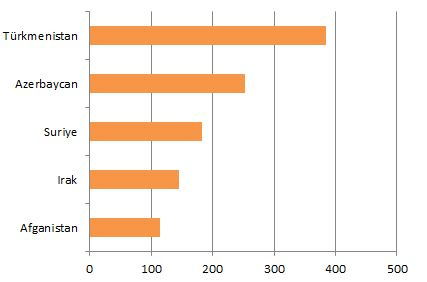 Türkmenistan
Azerbaycan
Suriye
Irak
Afganistan
0 100 200 300 400 500